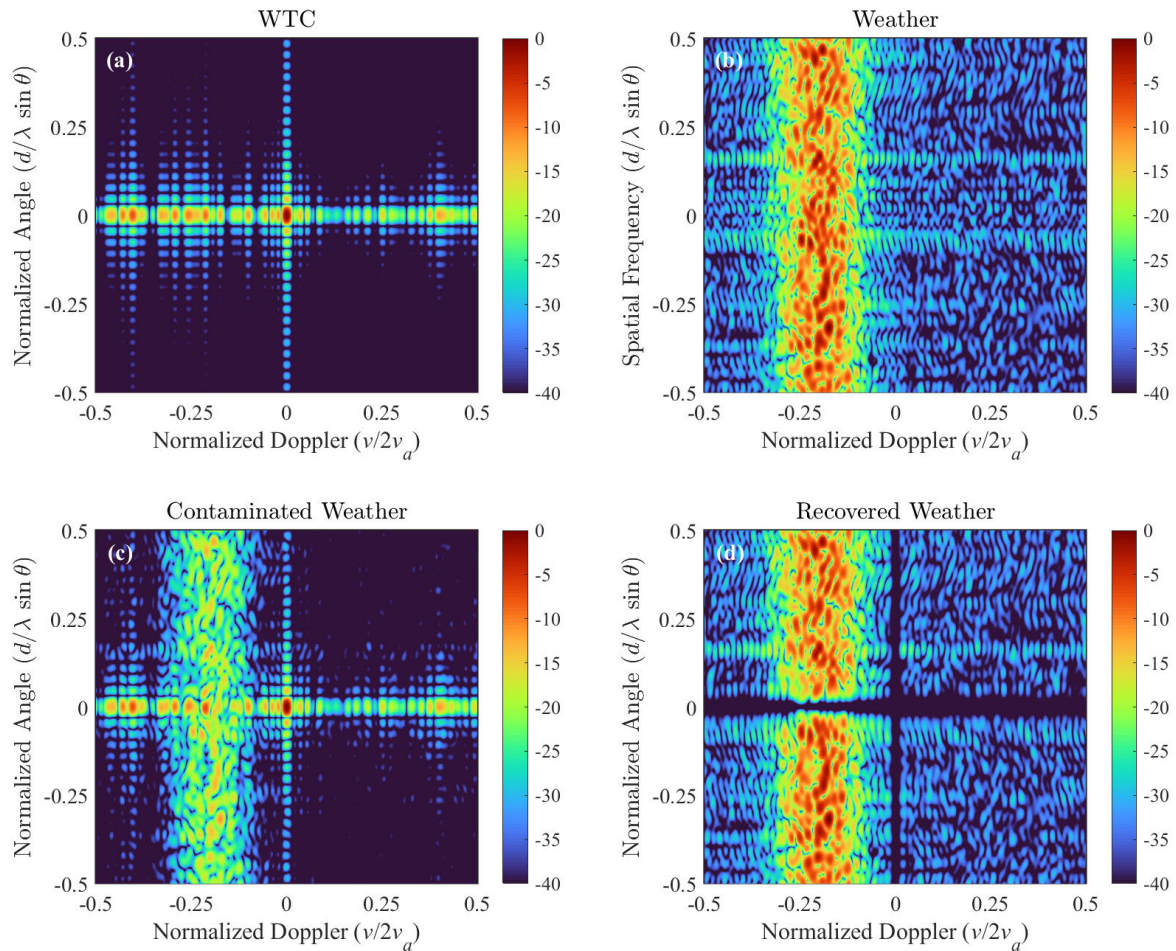 WTC
(a)
0.5
0.25
0
-0.25
-0.5
Normalized Angle (d/λ sin θ)
-0.5 -0.25 0 0.25 0.5
Normalized Doppler (v/2v_a)
0
-5
-10
-15
-20
-25
-30
-35
-40
Weather
(b)
0.5
0.25
0
-0.25
-0.5
Spatial Frequency (d/λ sin θ)
-0.5 -0.25 0 0.25 0.5
Normalized Doppler (v/2v_a)
0
-5
-10
-15
-20
-25
-30
-35
-40
Contaminated Weather
(c)
0.5
0.25
0
-0.25
-0.5
Normalized Angle (d/λ sin θ)
-0.5 -0.25 0 0.25 0.5
Normalized Doppler (v/2v_a)
0
-5
-10
-15
-20
-25
-30
-35
-40
Recovered Weather
(d)
0.5
0.25
0
-0.25
-0.5
Normalized Angle (d/λ sin θ)
-0.5 -0.25 0 0.25 0.5
Normalized Doppler (v/2v_a)
0
-5
-10
-15
-20
-25
-30
-35
-40